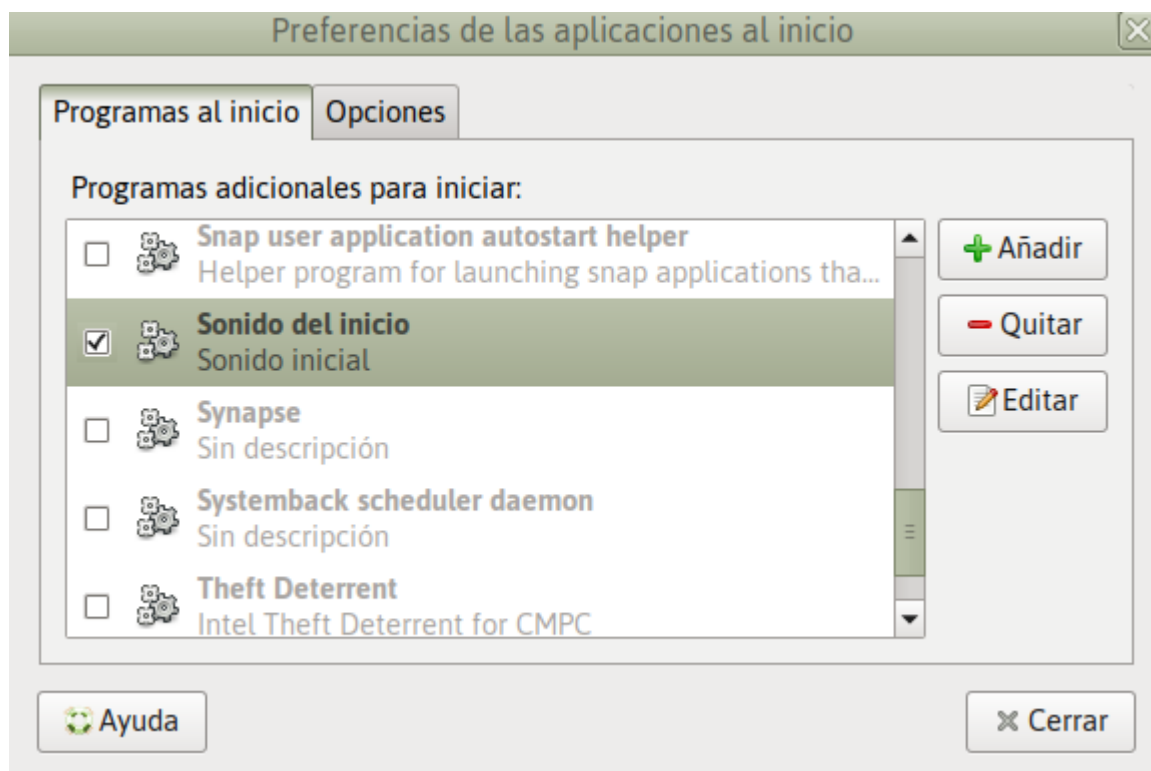 Preferencias de las aplicaciones al inicio
Programas al inicio
Opciones
Programas adicionales para iniciar:
Snap user application autostart helper
Helper program for launching snap applications tha...
Sonido del inicio
Sonido inicial
Synapse
Sin descripción
Systemback scheduler daemon
Sin descripción
Theft Deterrent
Intel Theft Deterrent for CMPC
Añadir
Quitar
Editar
Ayuda
Cerrar